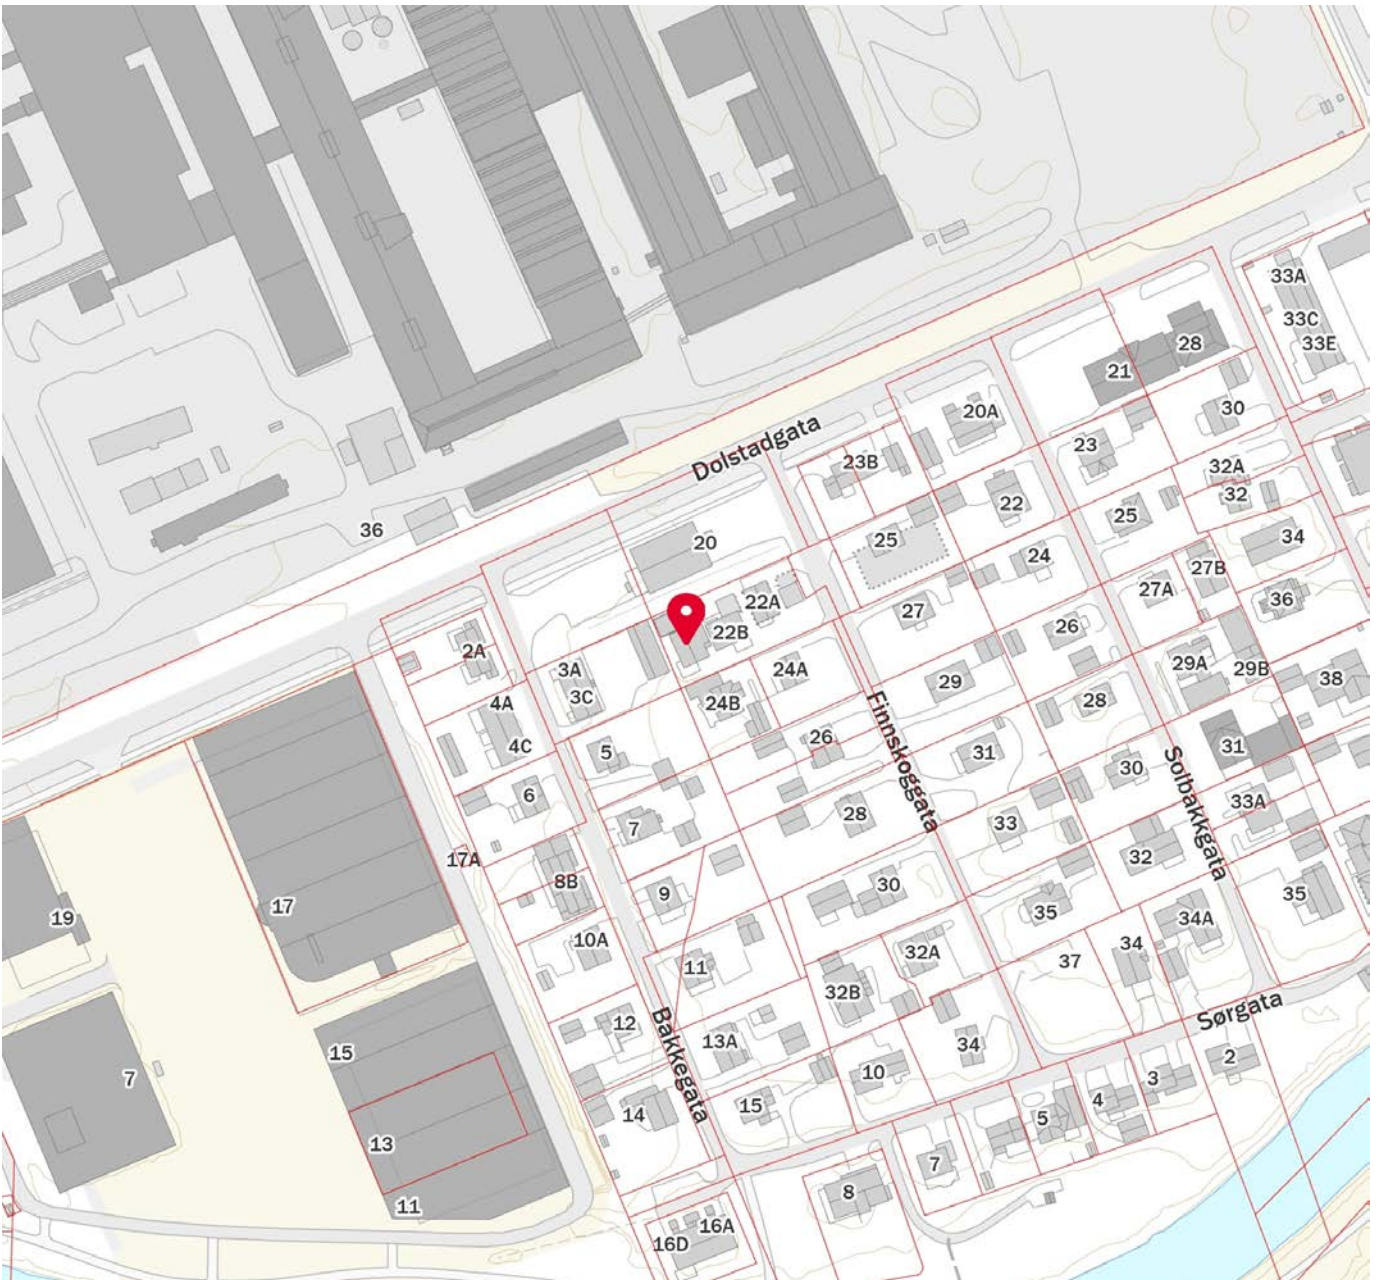 33A
33C
33E
28
21
30
20A
Dolstadgata
23
23B
32A
32
22
25
34
20
25
36
24
27B
27A
36
22A
27
26
22B
2A
3A
24A
29A
29B
38
29
3C
24B
Finnskoggata
28
4A
26
4C
5
31
31
30
Solbakkgata
6
33A
28
33
7
32
17A
8B
30
9
35
35
17
19
34A
10A
32A
34
37
11
32B
Bakkegata
Sørgata
12
13A
34
15
2
10
7
3
4
15
14
5
13
7
8
11
16A
16D